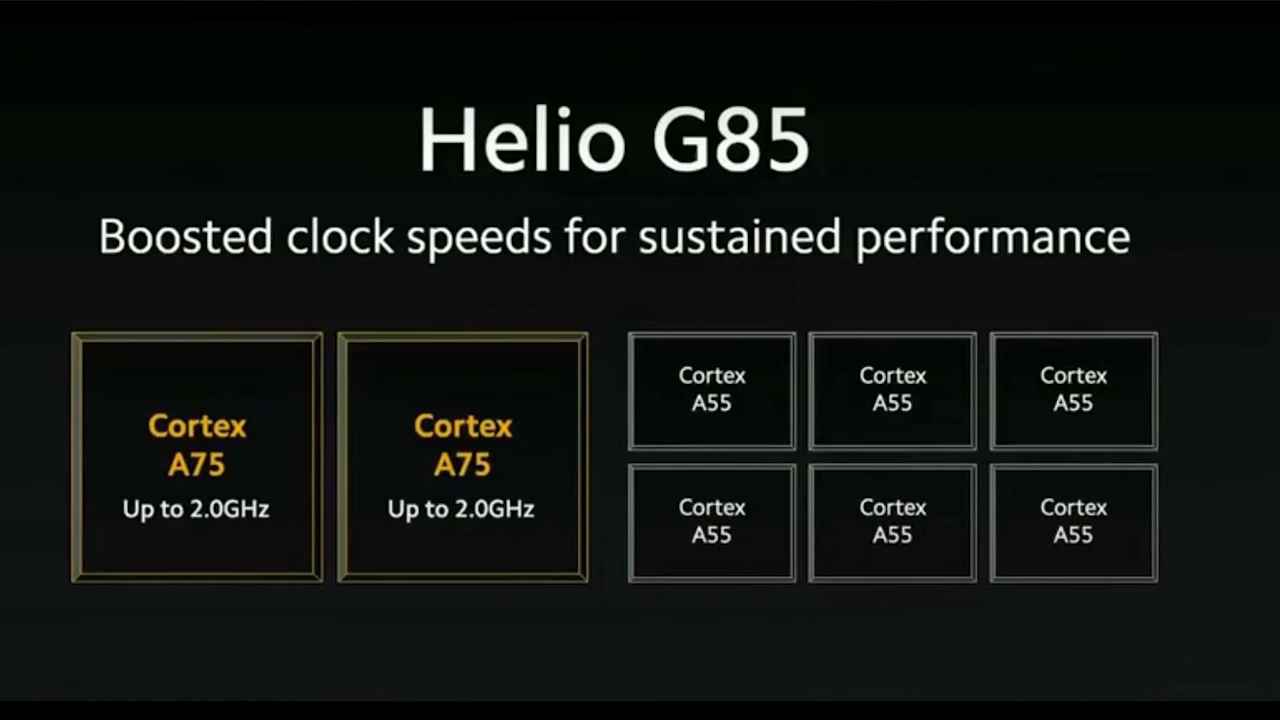 Helio G85
Boosted clock speeds for sustained performance
Cortex
A75
Up to 2.0GHz
Cortex
A75
Up to 2.0GHz
Cortex
A55
Cortex
A55
Cortex
A55
Cortex
A55
Cortex
A55
Cortex
A55